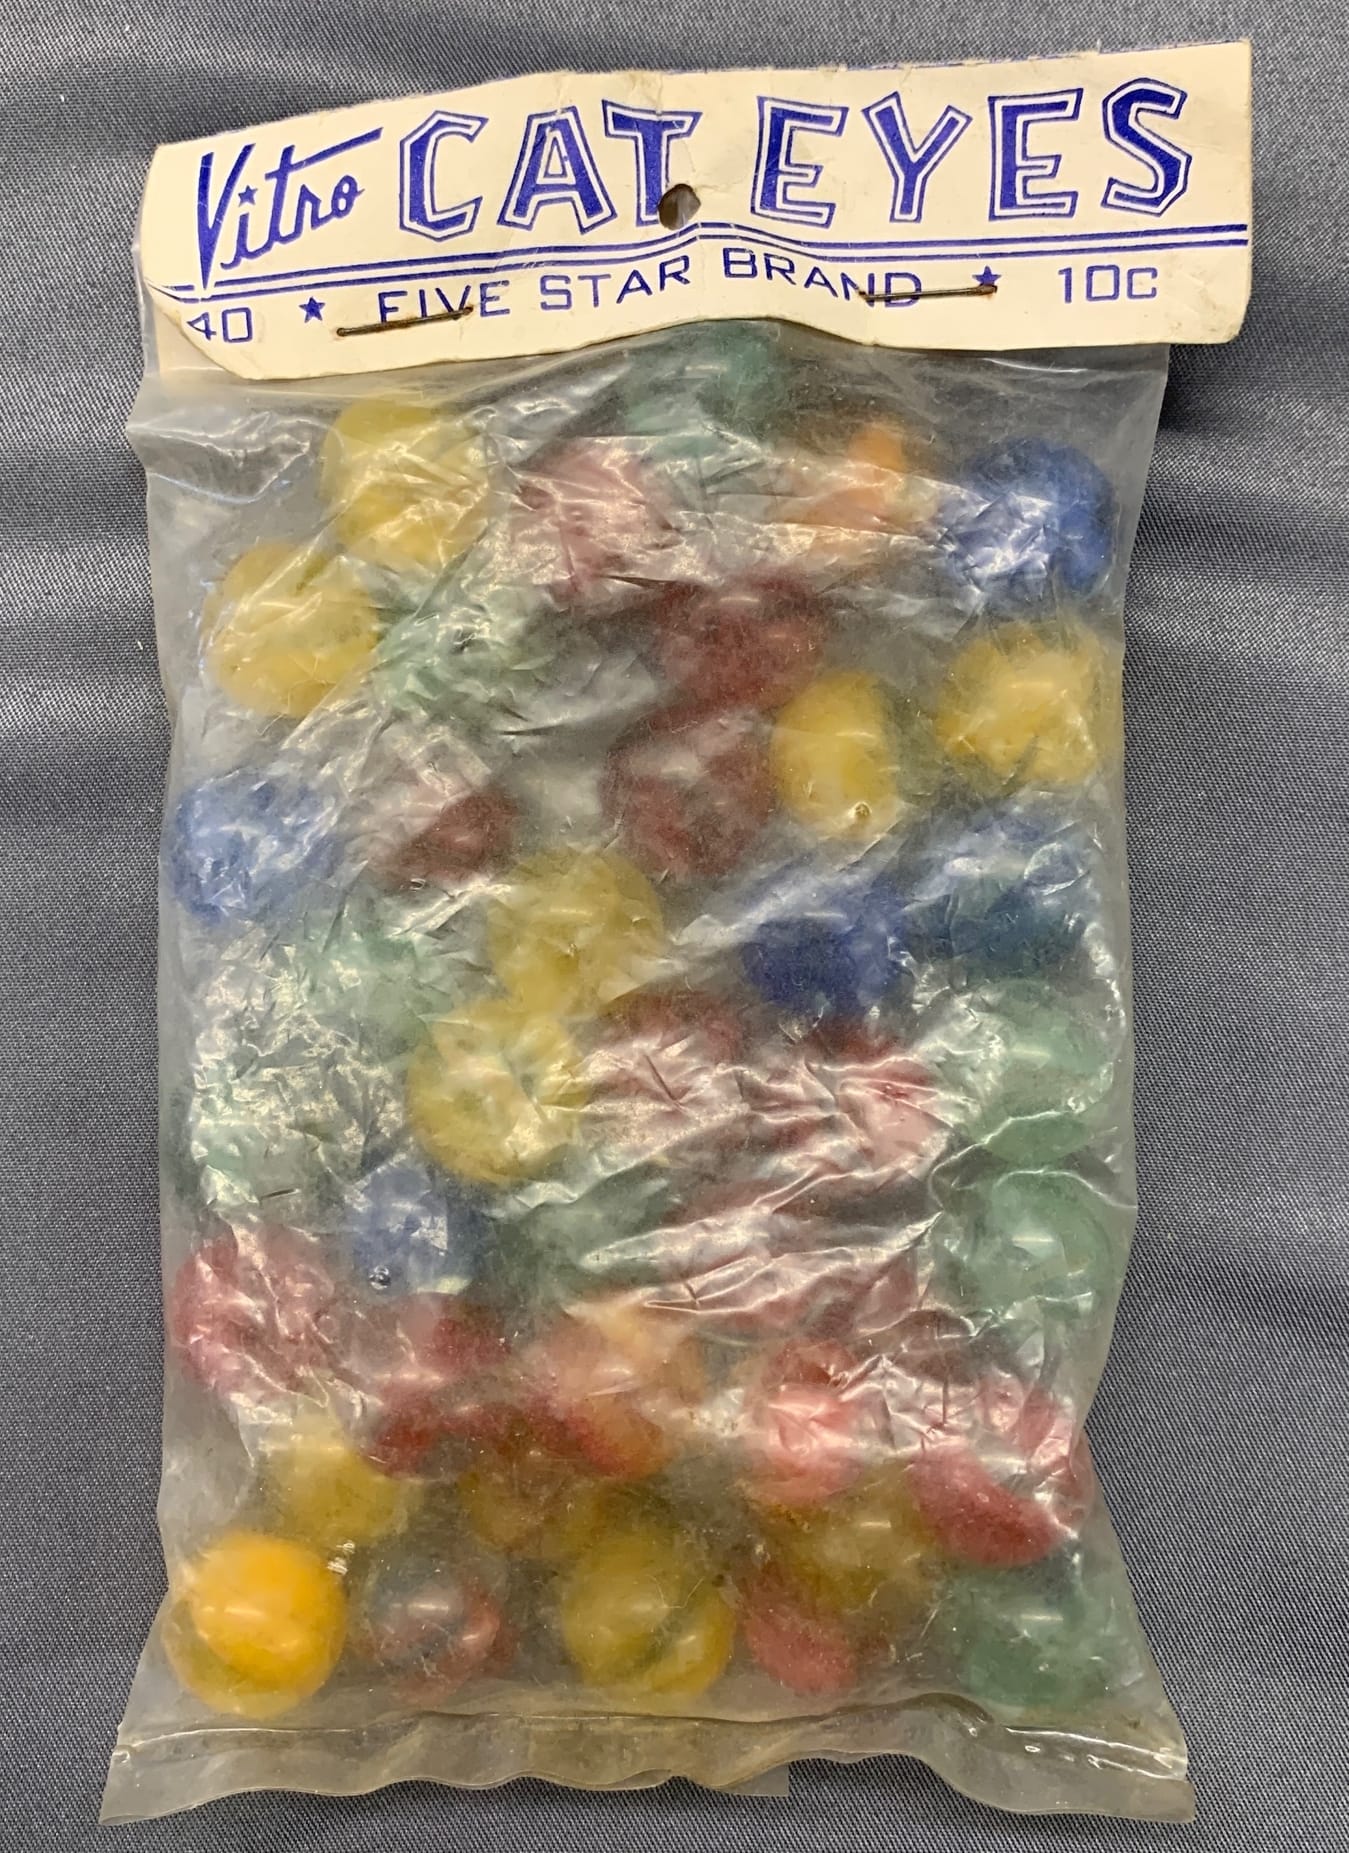 Vitro CAT EYES
40 ★ FIVE STAR BRAND ★ 10C